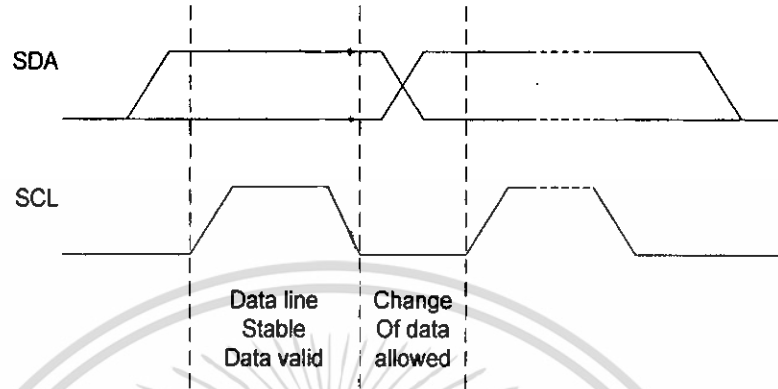 SDA
SCL
Data line
Stable
Data valid
Change
Of data
allowed